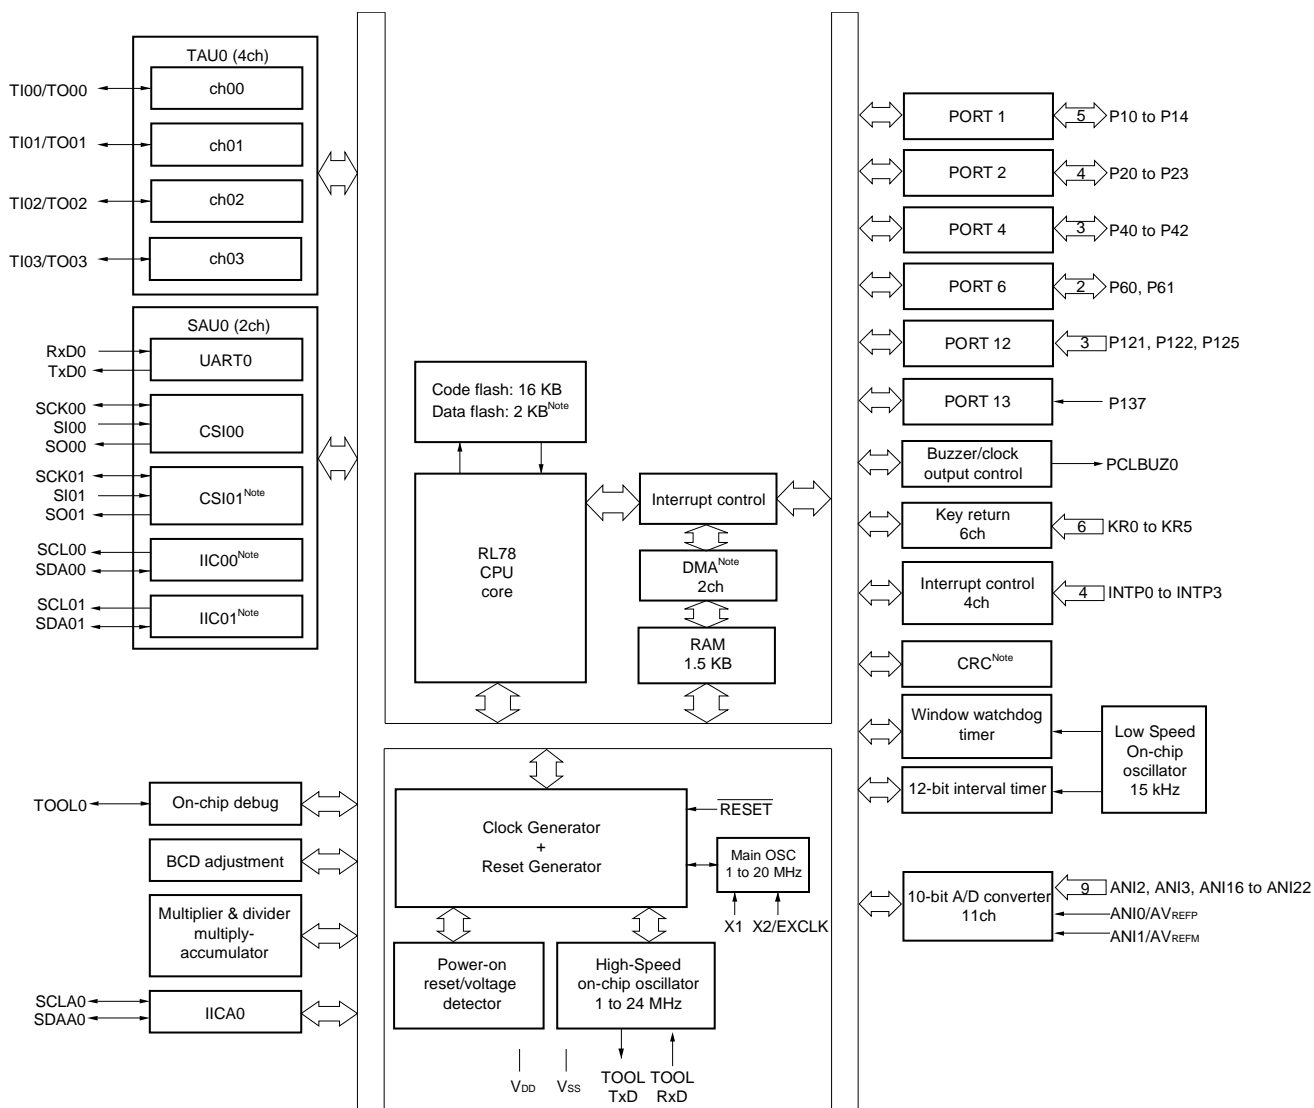 TAU0 (4ch)
TI00/TO00
ch00
TI01/TO01
ch01
TI02/TO02
ch02
TI03/TO03
ch03
SAU0 (2ch)
RxD0
TxD0
UART0
SCK00
SI00
SO00
CSI00
SCK01
SI01
SO01
CSI01Note
SCL00
SDA00
IIC00Note
SCL01
SDA01
IIC01Note
TOOL0
On-chip debug
BCD adjustment
Multiplier & divider
multiply-
accumulator
SCLA0
SDAA0
IICA0
Code flash: 16 KB
Data flash: 2 KBNote
RL78
CPU
core
Interrupt control
DMANote
2ch
RAM
1.5 KB
Clock Generator
+
Reset Generator
RESET
Main OSC
1 to 20 MHz
X1
X2/EXCLK
Power-on
reset/voltage
detector
High-Speed
on-chip oscillator
1 to 24 MHz
VDD
VSS
TOOL
TxD
TOOL
RxD
PORT 1
5
P10 to P14
PORT 2
4
P20 to P23
PORT 4
3
P40 to P42
PORT 6
2
P60, P61
PORT 12
3
P121, P122, P125
PORT 13
P137
Buzzer/clock
output control
PCLBUZ0
Key return
6ch
6
KR0 to KR5
Interrupt control
4ch
4
INTP0 to INTP3
CRCNote
Window watchdog
timer
12-bit interval timer
Low Speed
On-chip
oscillator
15 kHz
10-bit A/D converter
11ch
9
ANI2, ANI3, ANI16 to ANI22
ANI0/AVREFP
ANI1/AVREFM